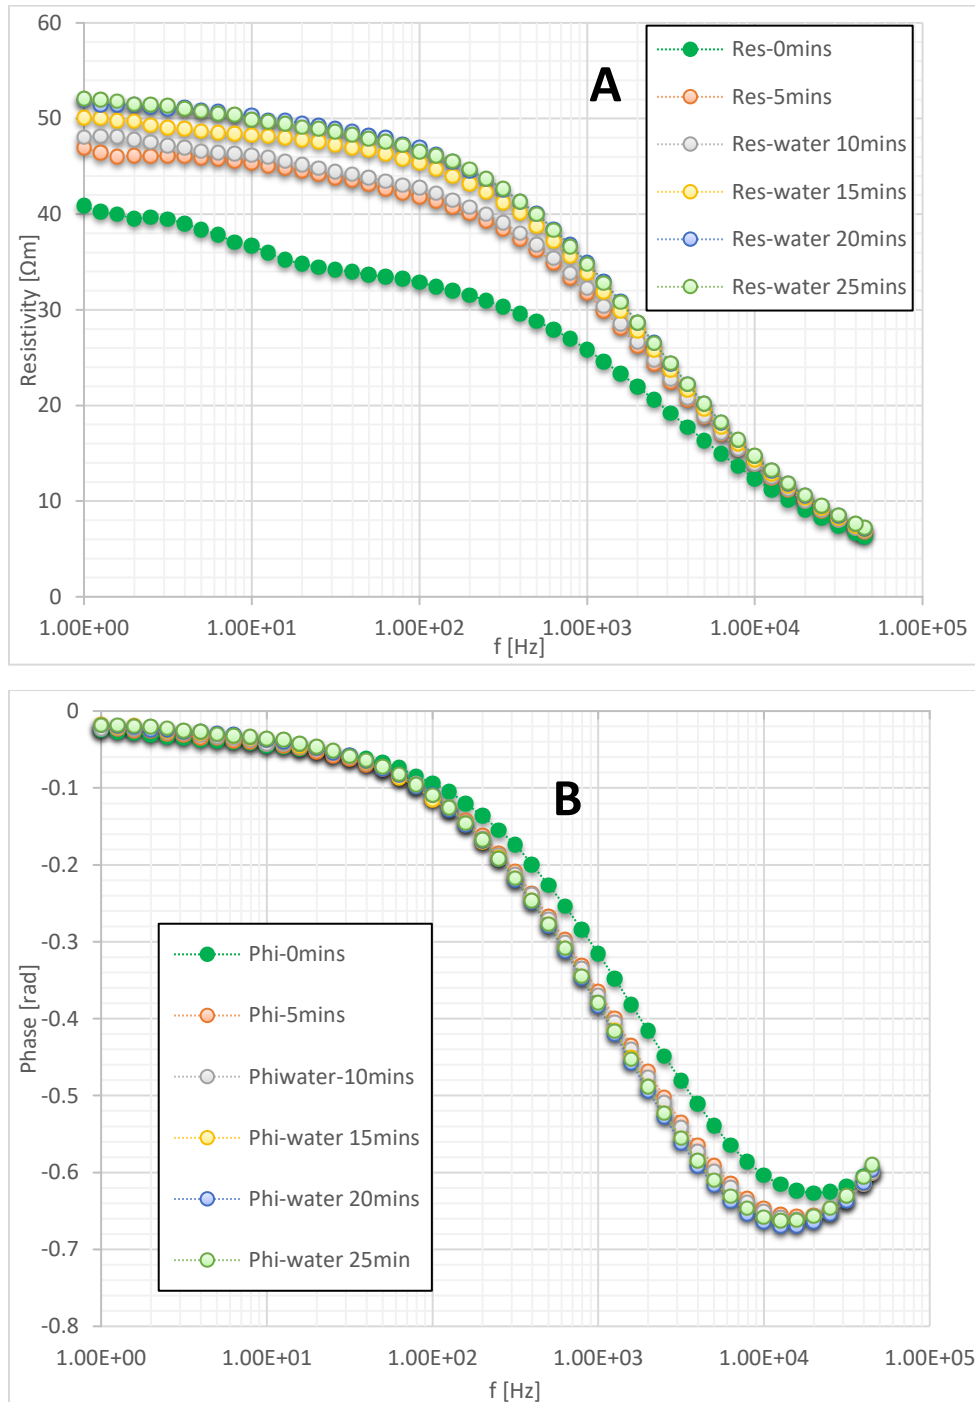 60
50
40
30
20
10
0
Resistivity [Ωm]
A
Res-0mins
Res-5mins
Res-water 10mins
Res-water 15mins
Res-water 20mins
Res-water 25mins
1.00E+00 1.00E+01 1.00E+02 1.00E+03 1.00E+04 1.00E+05
f [Hz]
0
-0.1
-0.2
-0.3
-0.4
-0.5
-0.6
-0.7
-0.8
Phase [rad]
B
Phi-0mins
Phi-5mins
Phiwater-10mins
Phi-water 15mins
Phi-water 20mins
Phi-water 25min
1.00E+00 1.00E+01 1.00E+02 1.00E+03 1.00E+04 1.00E+05
f [Hz]